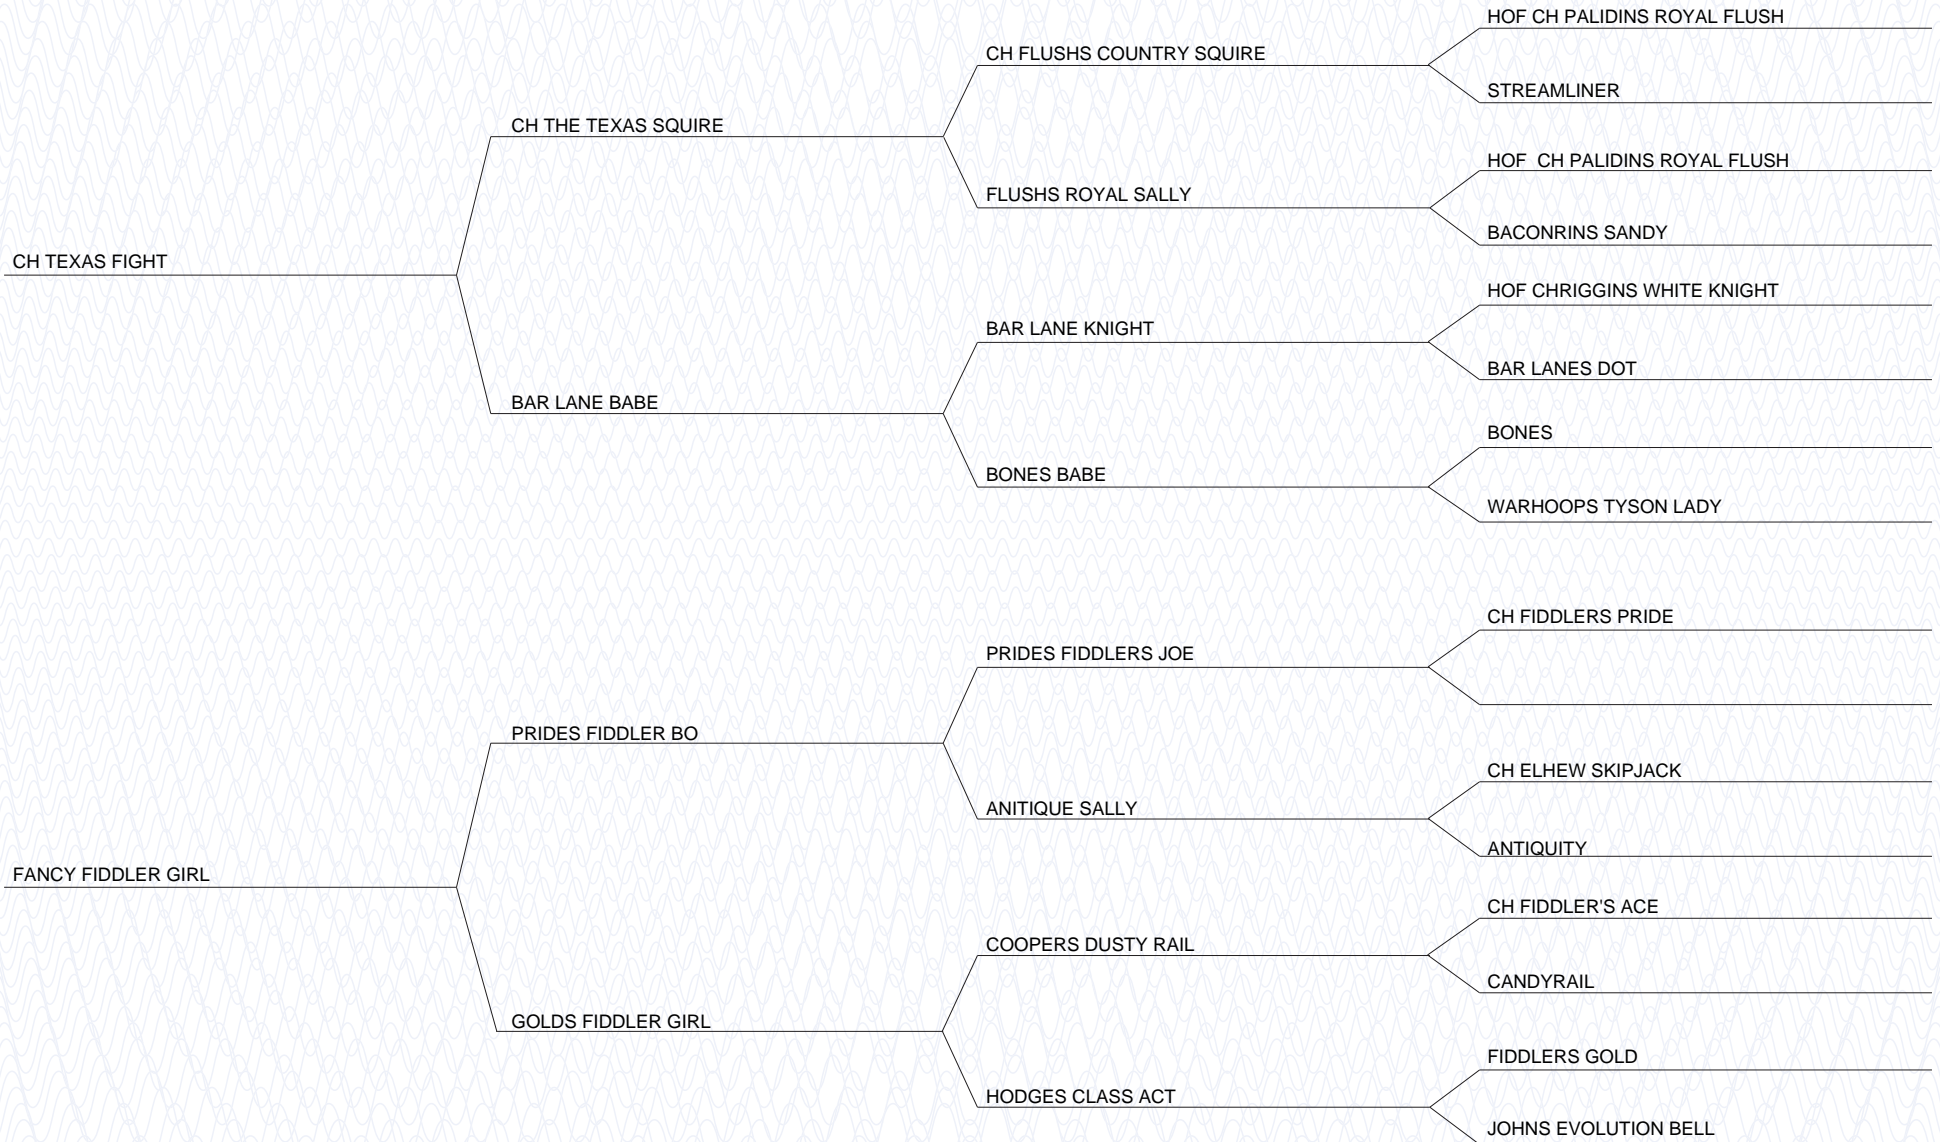 HOF CH PALIDINS ROYAL FLUSH
CH FLUSHS COUNTRY SQUIRE
STREAMLINER
CH THE TEXAS SQUIRE
HOF  CH PALIDINS ROYAL FLUSH
FLUSHS ROYAL SALLY
BACONRINS SANDY
CH TEXAS FIGHT
HOF CHRIGGINS WHITE KNIGHT
BAR LANE KNIGHT
BAR LANES DOT
BAR LANE BABE
BONES
BONES BABE
WARHOOPS TYSON LADY
CH FIDDLERS PRIDE
PRIDES FIDDLERS JOE
PRIDES FIDDLER BO
CH ELHEW SKIPJACK
ANITIQUE SALLY
ANTIQUITY
FANCY FIDDLER GIRL
CH FIDDLER'S ACE
COOPERS DUSTY RAIL
CANDYRAIL
GOLDS FIDDLER GIRL
FIDDLERS GOLD
HODGES CLASS ACT
JOHNS EVOLUTION BELL